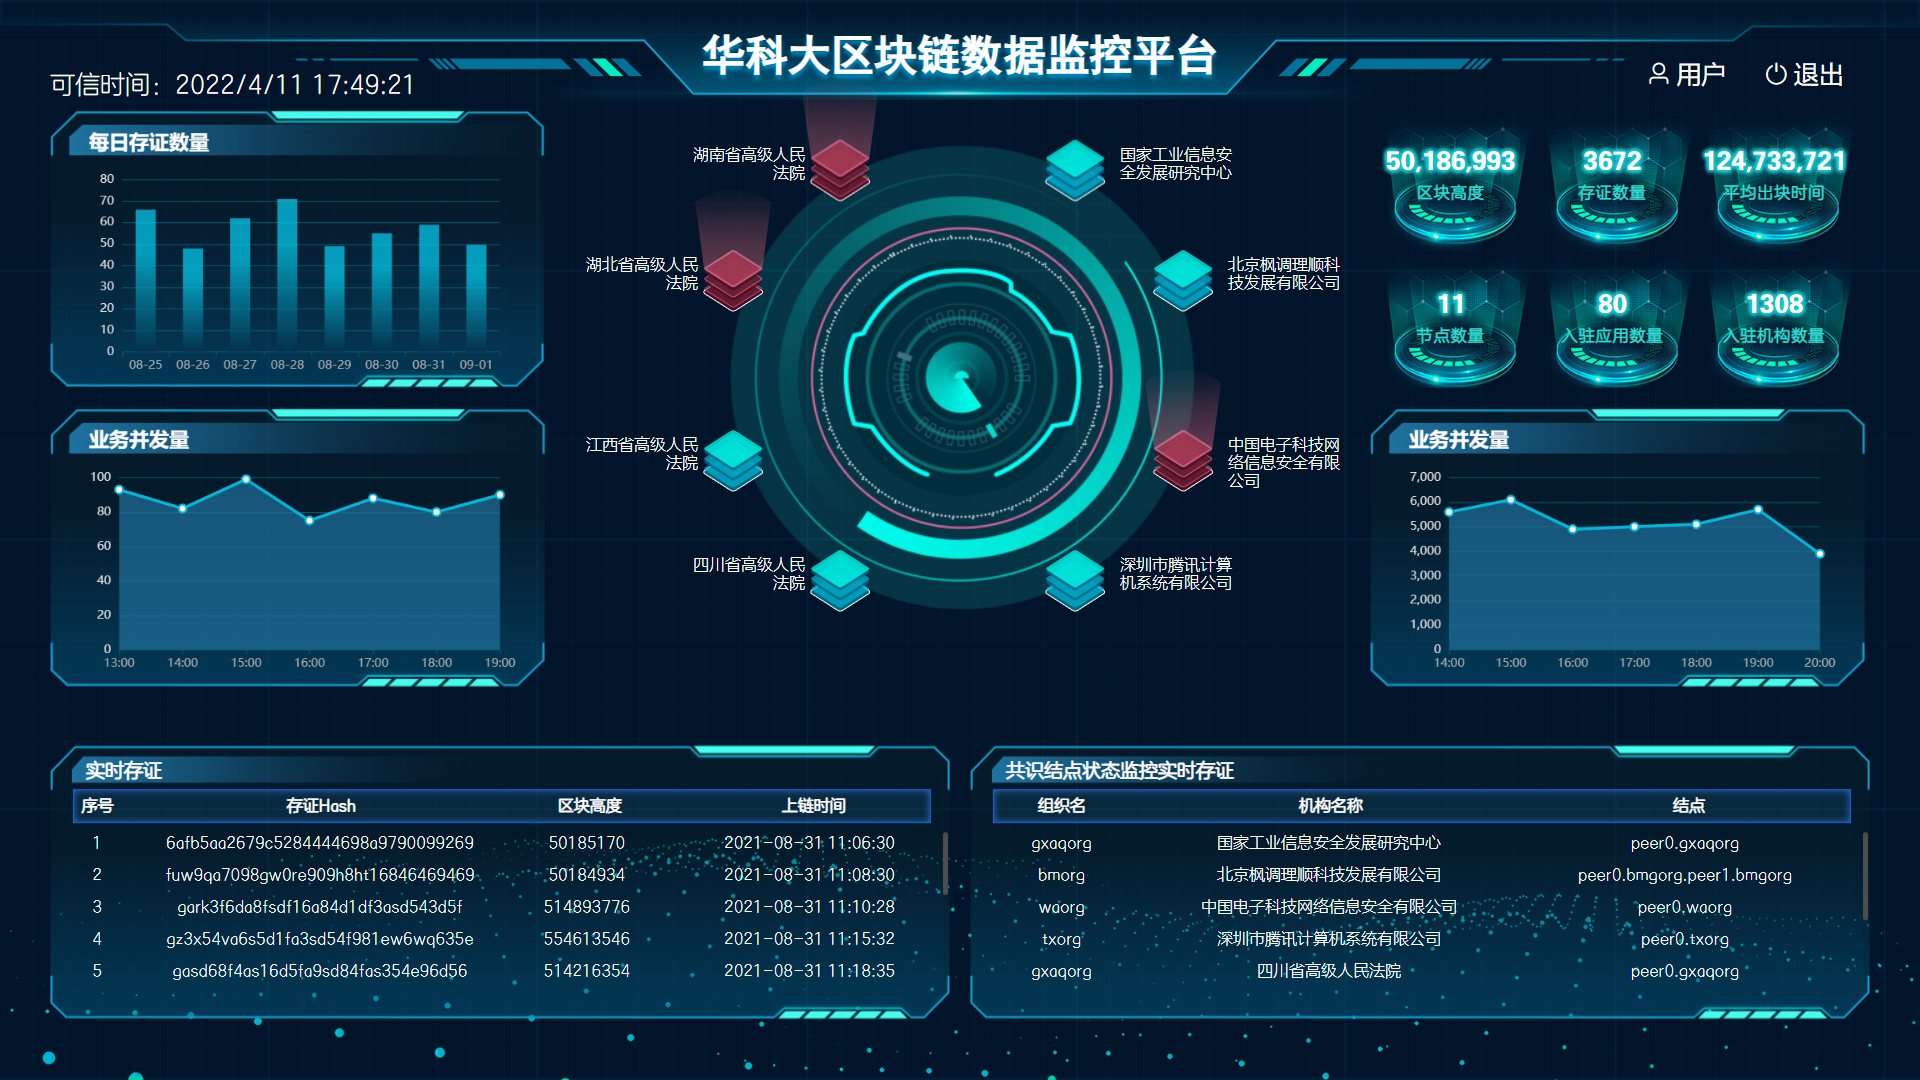 华科大区块链数据监控平台
可信时间：2022/4/11 17:49:21
用户
退出
每日存证数量
80
70
60
50
40
30
20
10
0
08-25 08-26 08-27 08-28 08-29 08-30 08-31 09-01
业务并发量
100
80
60
40
20
0
13:00 14:00 15:00 16:00 17:00 18:00 19:00
湖南省高级人民
法院
国家工业信息安
全发展研究中心
湖北省高级人民
法院
北京枫调理顺科
技发展有限公司
江西省高级人民
法院
中国电子科技网
络信息安全有限
公司
四川省高级人民
法院
深圳市腾讯计算
机系统有限公司
50,186,993
区块高度
3672
存证数量
124,733,721
平均出块时间
11
节点数量
80
入驻应用数量
1308
入驻机构数量
业务并发量
7,000
6,000
5,000
4,000
3,000
2,000
1,000
0
14:00 15:00 16:00 17:00 18:00 19:00 20:00
实时存证
序号 存证Hash 区块高度 上链时间
1 6afb5aa2679c5284444698a9790099269 50185170 2021-08-31 11:06:30
2 fuw9qa7098gw0re909h8ht16846469469 50184934 2021-08-31 11:08:30
3 gark3f6da8fsdf16a84d1df3asd543d5f 514893776 2021-08-31 11:10:28
4 gz3x54va6s5d1fa3sd54f981ew6wq635e 554613546 2021-08-31 11:15:32
5 gasd68f4as16d5fa9sd84fas354e96d56 514216354 2021-08-31 11:18:35
共识结点状态监控实时存证
组织名 机构名称 结点
gxaqorg 国家工业信息安全发展研究中心 peer0.gxaqorg
bmorg 北京枫调理顺科技发展有限公司 peer0.bmgorg.peer1.bmgorg
waorg 中国电子科技网络信息安全有限公司 peer0.waorg
txorg 深圳市腾讯计算机系统有限公司 peer0.txorg
gxaqorg 四川省高级人民法院 peer0.gxaqorg